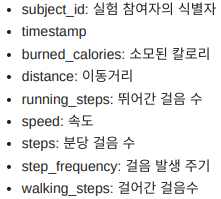 • subject_id: 실험 참여자의 식별자
• timestamp
• burned_calories: 소모된 칼로리
• distance: 이동거리
• running_steps: 뛰어간 걸음 수
• speed: 속도
• steps: 분당 걸음 수
• step_frequency: 걸음 발생 주기
• walking_steps: 걸어간 걸음수